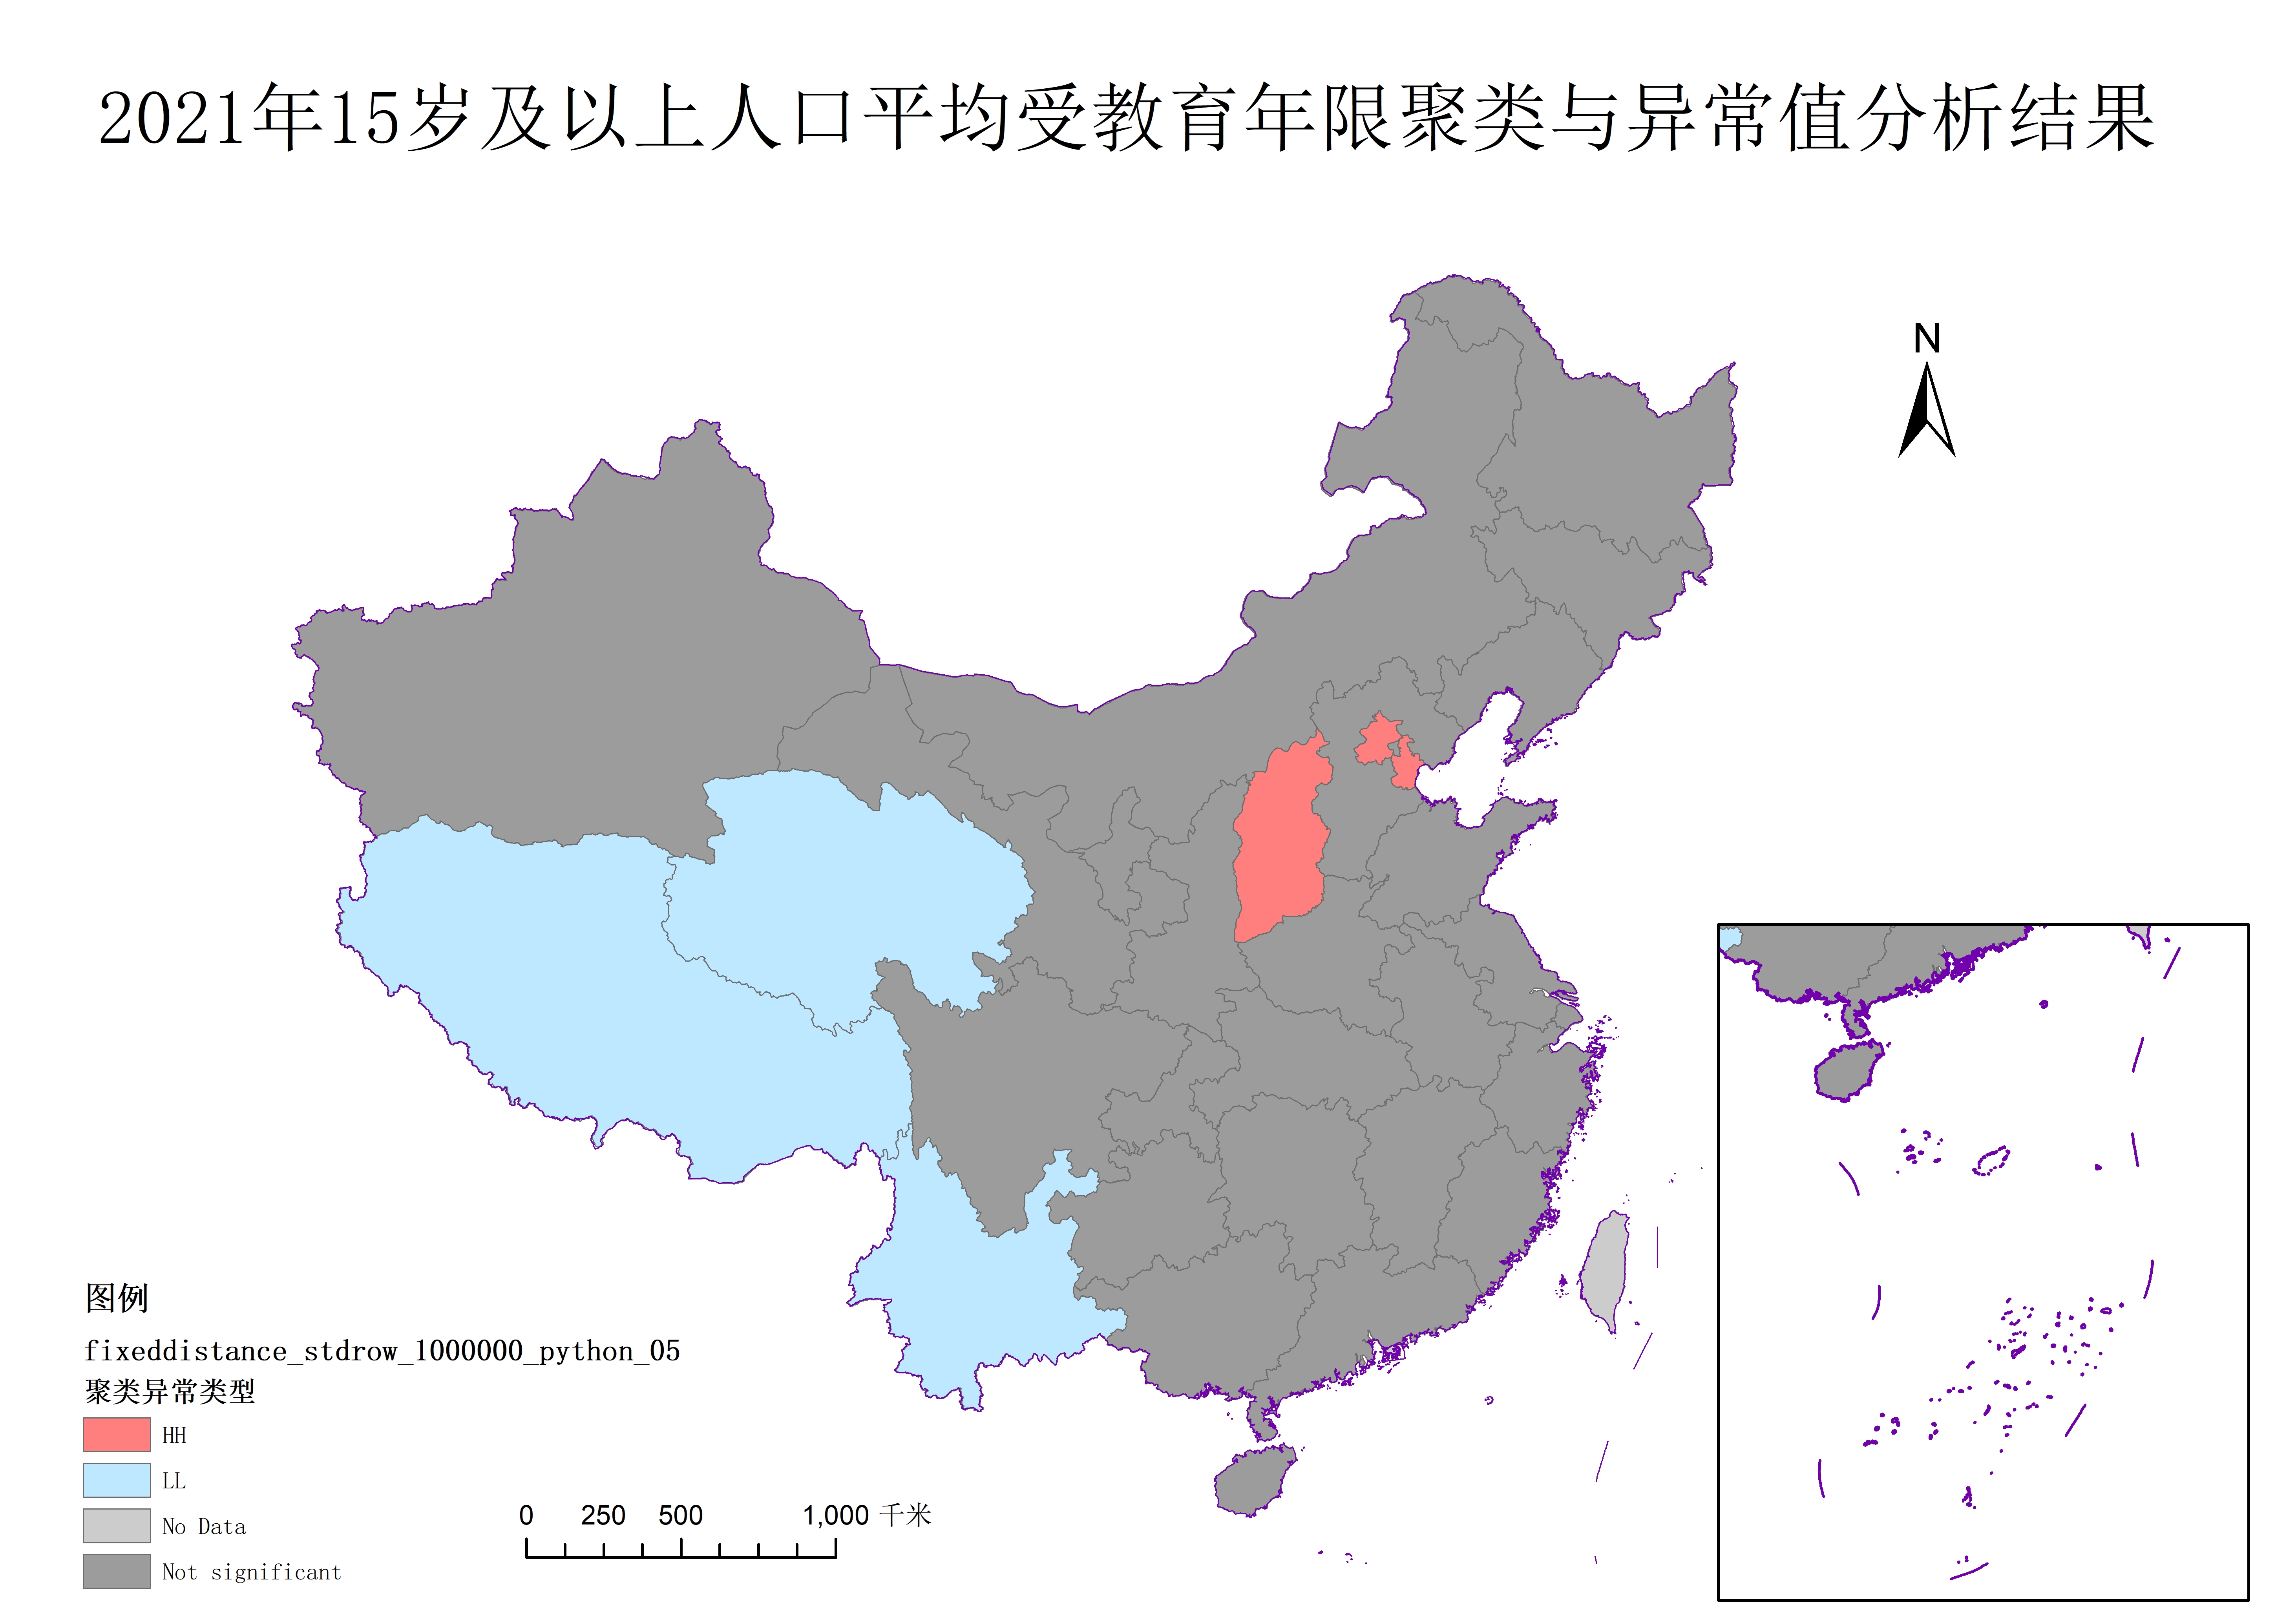 2021年15岁及以上人口平均受教育年限聚类与异常值分析结果
N
图例
fixeddistance_stdrow_1000000_python_05
聚类异常类型
HH
LL
No Data
Not significant
0 250 500 1,000 千米